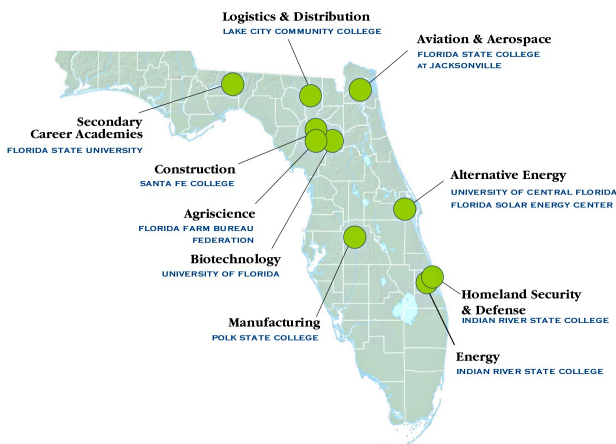 Logistics & Distribution
LAKE CITY COMMUNITY COLLEGE
Aviation & Aerospace
FLORIDA STATE COLLEGE
AT JACKSONVILLE
Secondary
Career Academies
FLORIDA STATE UNIVERSITY
Construction
SANTA FE COLLEGE
Alternative Energy
UNIVERSITY OF CENTRAL FLORIDA
FLORIDA SOLAR ENERGY CENTER
Agriscience
FLORIDA FARM BUREAU
FEDERATION
Biotechnology
UNIVERSITY OF FLORIDA
Homeland Security
& Defense
INDIAN RIVER STATE COLLEGE
Manufacturing
POLK STATE COLLEGE
Energy
INDIAN RIVER STATE COLLEGE